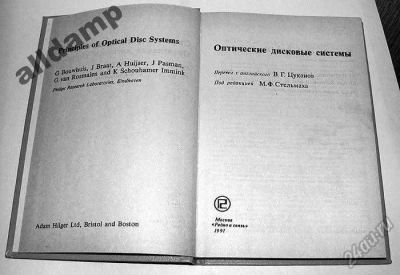 alldamp
Principles of Optical Disc Systems
G Bouwhuis, J Braat, A Huijser, J Pasman,
G van Rosmalen and K Schouhamer Immink
Philips Research Laboratories, Eindhoven
Adam Hilger Ltd, Bristol and Boston
Оптические дисковые системы
Перевод с английского В. Г. Цуканов
Под редакцией М. Ф. Стельмаха
Москва
«Радио и связь»
1991
24au.ru